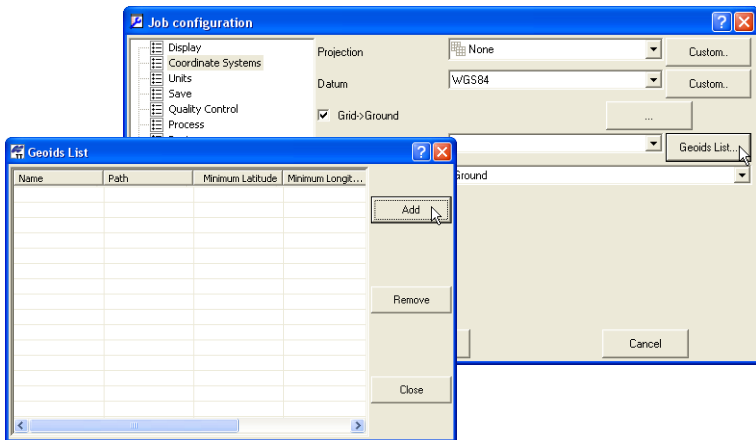 Job configuration
Display
Coordinate Systems
Units
Save
Quality Control
Process
Projection
None
Custom..
Datum
WGS84
Custom..
Grid->Ground
...
Geoids List...
Ground
Cancel
Geoids List
Name Path Minimum Latitude Minimum Longit...
Add
Remove
Close